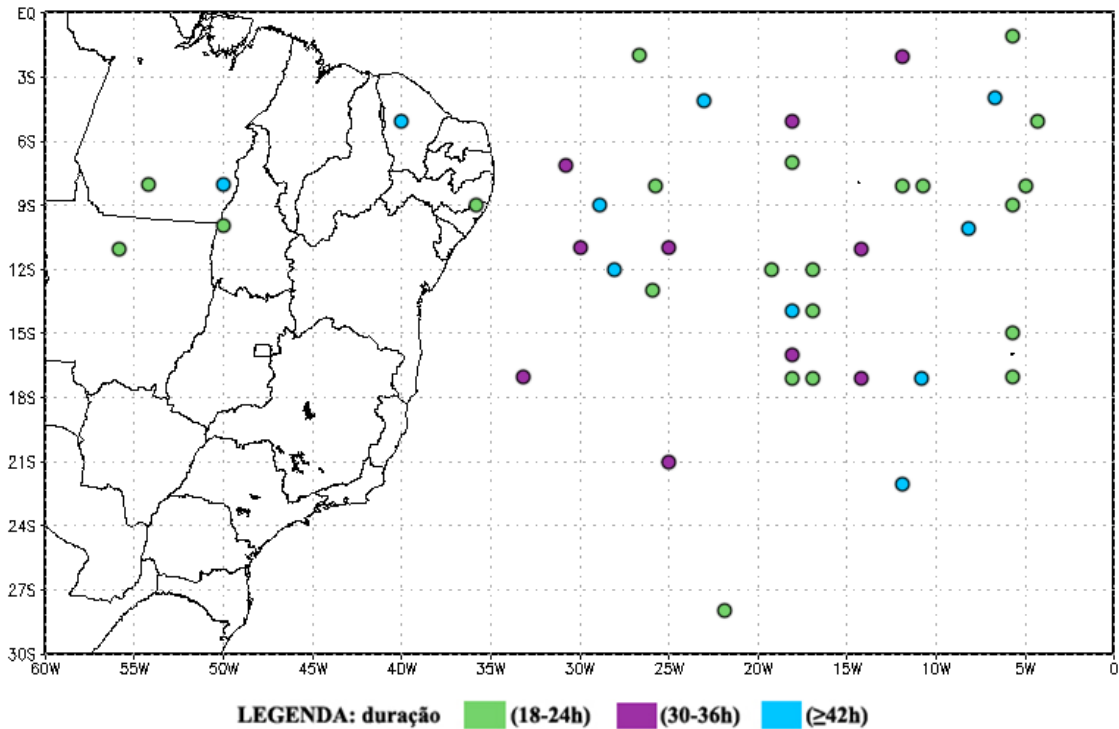 EQ
3S
6S
9S
12S
15S
18S
21S
24S
27S
30S
60W 55W 50W 45W 40W 35W 30W 25W 20W 15W 10W 5W 0
LEGENDA: duração (18-24h) (30-36h) (≥42h)